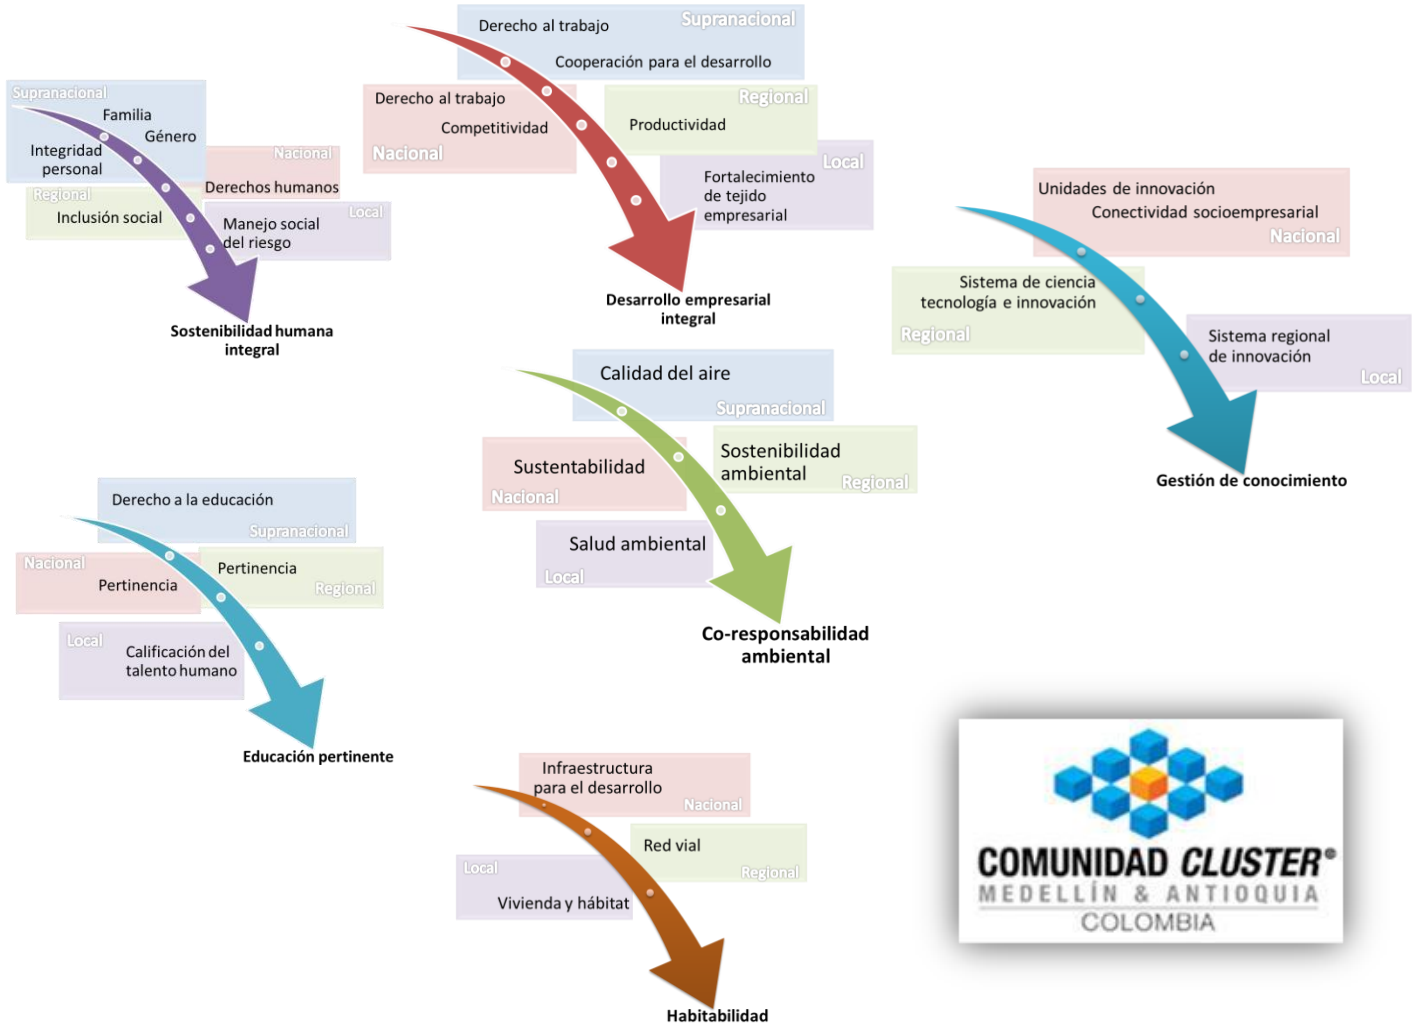 Supranacional
Familia
Género
Integridad
personal
Nacional
Derechos humanos
Regional
Inclusión social
Local
Manejo social
del riesgo
Sostenibilidad humana
integral
Derecho al trabajo
Supranacional
Cooperación para el desarrollo
Derecho al trabajo
Competitividad
Nacional
Regional
Productividad
Local
Fortalecimiento
de tejido
empresarial
Desarrollo empresarial
integral
Unidades de innovación
Conectividad socioempresarial
Nacional
Sistema de ciencia
tecnología e innovación
Regional
Sistema regional
de innovación
Local
Gestión de conocimiento
Calidad del aire
Supranacional
Sustentabilidad
Nacional
Sostenibilidad
ambiental
Regional
Salud ambiental
Local
Co-responsabilidad
ambiental
Derecho a la educación
Supranacional
Nacional
Pertinencia
Pertinencia
Regional
Local
Calificación del
talento humano
Educación pertinente
Infraestructura
para el desarrollo
Nacional
Red vial
Regional
Local
Vivienda y hábitat
Habitabilidad
COMUNIDAD CLUSTER®
MEDELLÍN & ANTIOQUIA
COLOMBIA